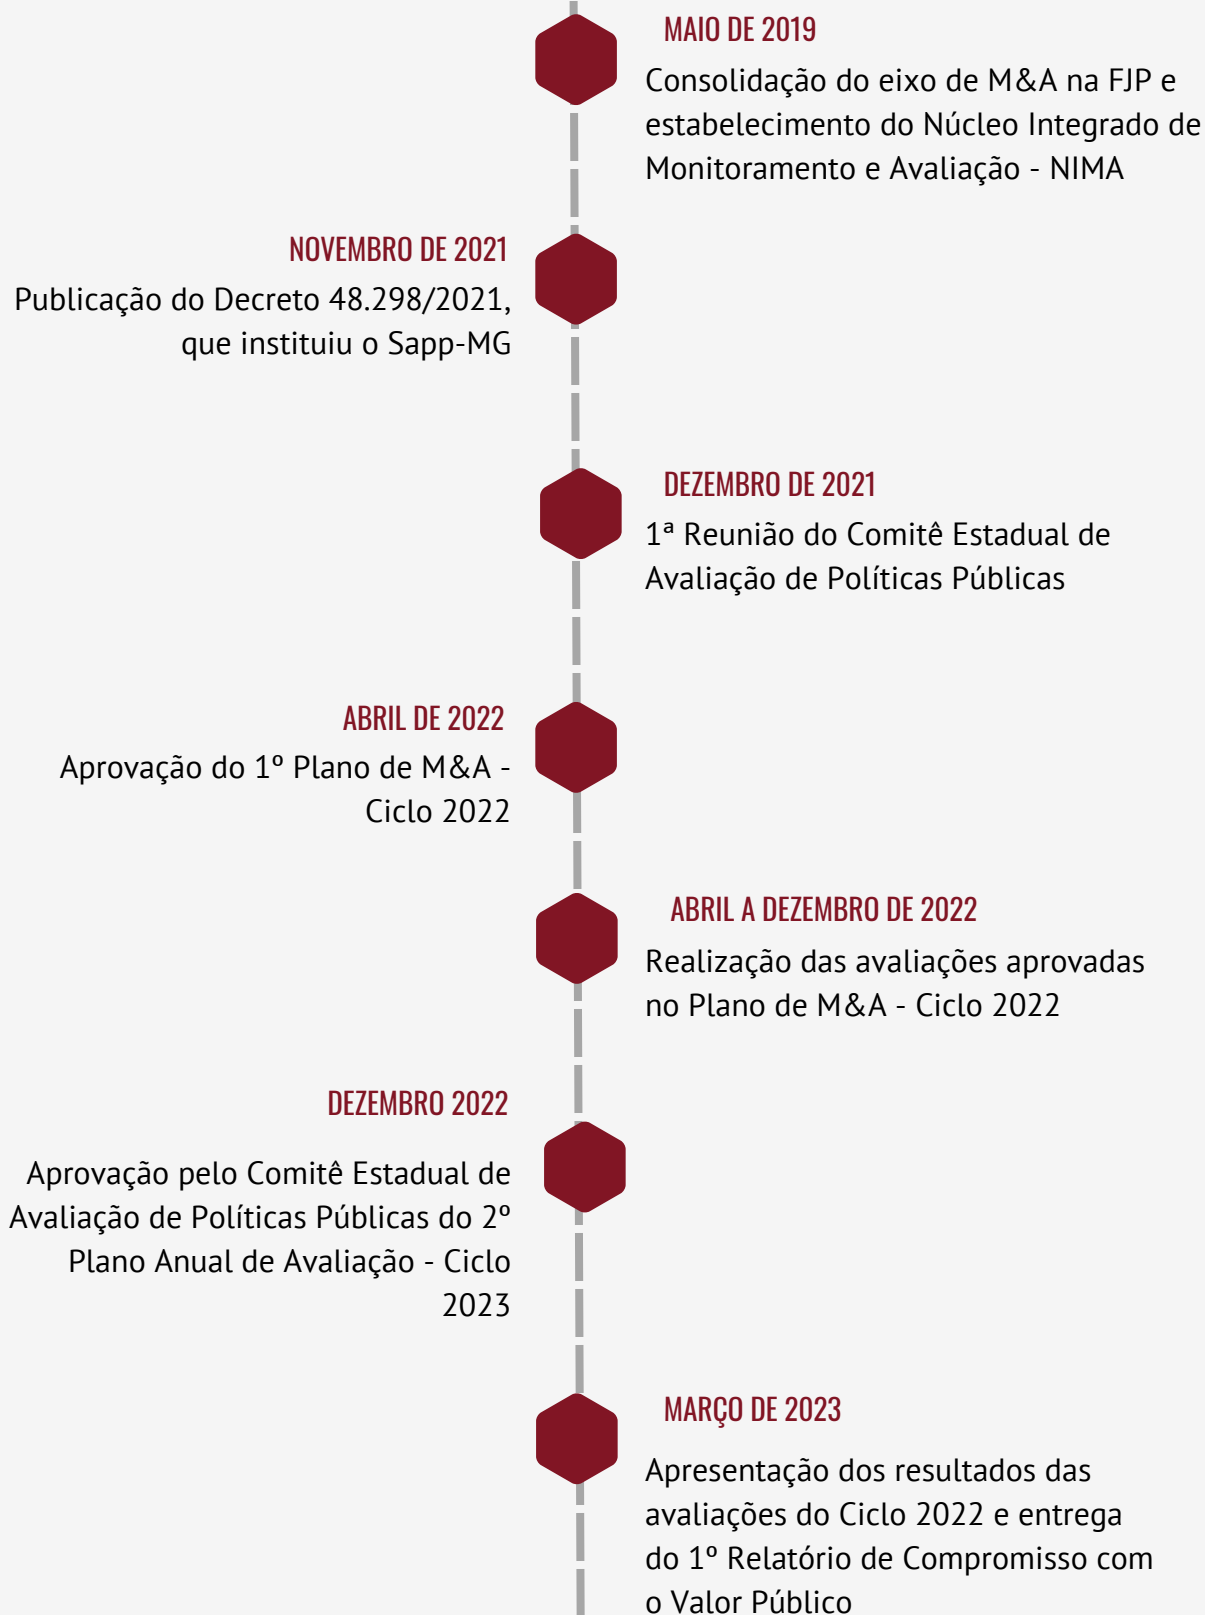 MAIO DE 2019
Consolidação do eixo de M&A na FJP e
estabelecimento do Núcleo Integrado de
Monitoramento e Avaliação - NIMA
NOVEMBRO DE 2021
Publicação do Decreto 48.298/2021,
que instituiu o Sapp-MG
DEZEMBRO DE 2021
1ª Reunião do Comitê Estadual de
Avaliação de Políticas Públicas
ABRIL DE 2022
Aprovação do 1º Plano de M&A -
Ciclo 2022
ABRIL A DEZEMBRO DE 2022
Realização das avaliações aprovadas
no Plano de M&A - Ciclo 2022
DEZEMBRO 2022
Aprovação pelo Comitê Estadual de
Avaliação de Políticas Públicas do 2º
Plano Anual de Avaliação - Ciclo
2023
MARÇO DE 2023
Apresentação dos resultados das
avaliações do Ciclo 2022 e entrega
do 1º Relatório de Compromisso com
o Valor Público